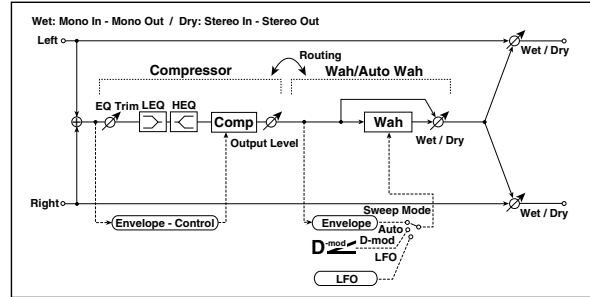 Wet: Mono In - Mono Out / Dry: Stereo In - Stereo Out
Left
Wet / Dry
Routing
Compressor
Wah/Auto Wah
EQ Trim
LEQ
HEQ
Comp
Output Level
Wah
Wet / Dry
Right
Wet / Dry
Envelope - Control
Envelope
Sweep Mode
Auto
D-mod
D-mod
LFO
LFO